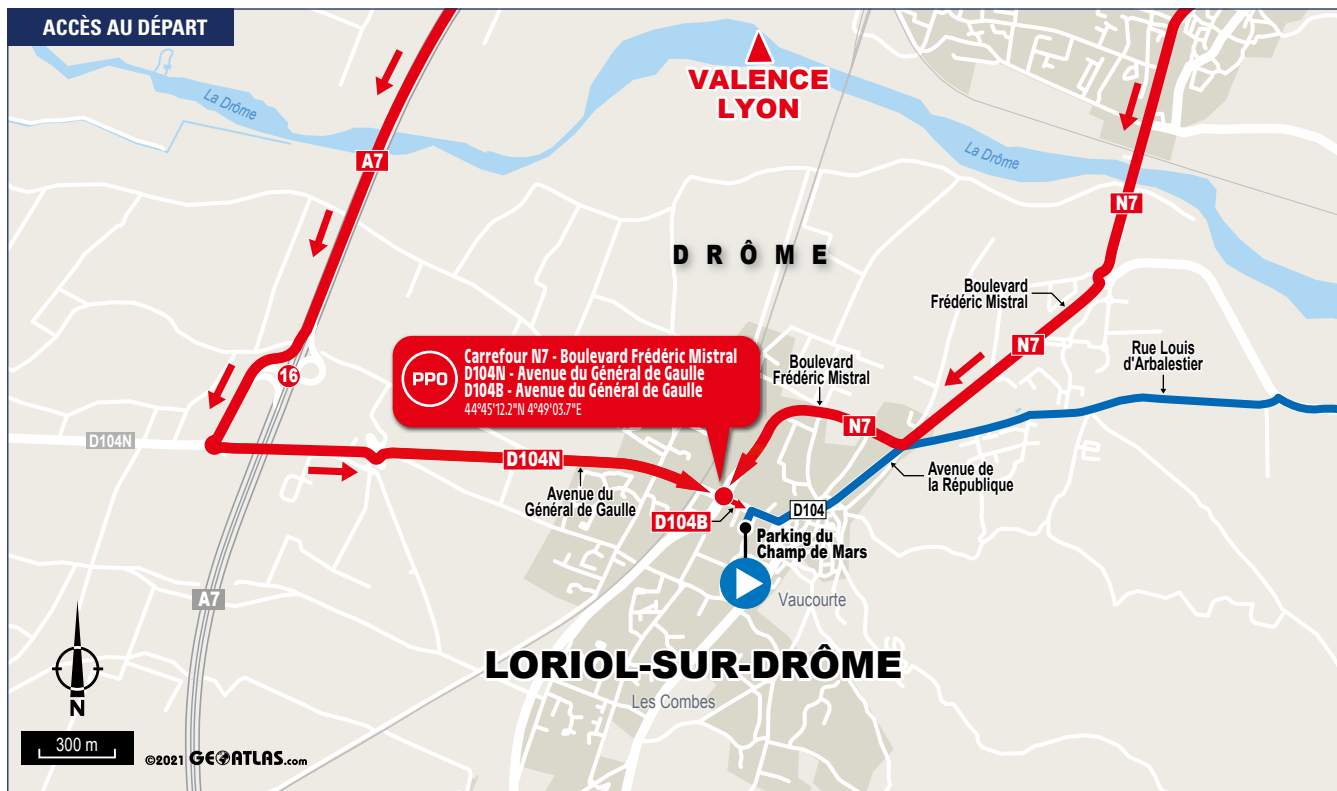 ACCÈS AU DÉPART
La Drôme
VALENCE
LYON
A7
La Drôme
N7
DRÔME
Boulevard
Frédéric Mistral
N7
Rue Louis
d'Arbalestier
16
PPO
Carrefour N7 - Boulevard Frédéric Mistral
D104N - Avenue du Général de Gaulle
D104B - Avenue du Général de Gaulle
44°45'12.2"N 4°49'03.7"E
Boulevard
Frédéric Mistral
N7
D104N
D104N
Avenue du
Général de Gaulle
Avenue de
la République
D104B
D104
Parking du
Champ de Mars
A7
Vaucourte
LORIOL-SUR-DRÔME
Les Combes
N
300 m
©2021 GEOATLAS.com